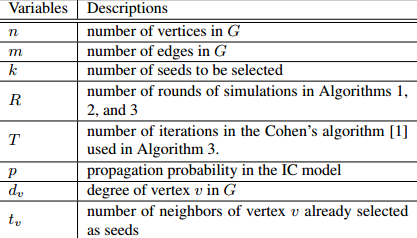 Variables Descriptions
n number of vertices in G
m number of edges in G
k number of seeds to be selected
R number of rounds of simulations in Algorithms 1,
2, and 3
T number of iterations in the Cohen's algorithm [1]
used in Algorithm 3.
p propagation probability in the IC model
d_v degree of vertex v in G
t_v number of neighbors of vertex v already selected
as seeds